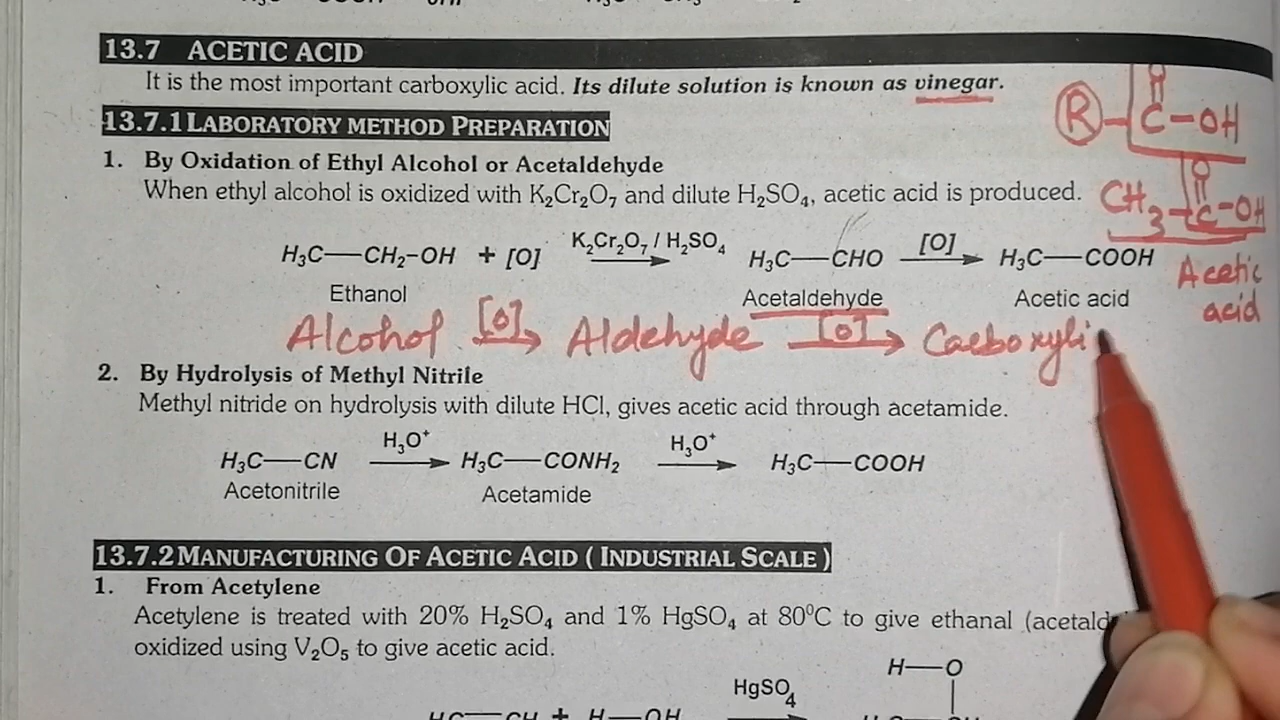 13.7 ACETIC ACID
It is the most important carboxylic acid. Its dilute solution is known as vinegar.
R-C-OH
O
13.7.1 LABORATORY METHOD PREPARATION
1. By Oxidation of Ethyl Alcohol or Acetaldehyde
When ethyl alcohol is oxidized with K₂Cr₂O₇ and dilute H₂SO₄, acetic acid is produced.
O
CH₃-C-OH
H₃C—CH₂-OH + [O] K₂Cr₂O₇ / H₂SO₄ → H₃C—CHO [O] → H₃C—COOH
Acetic acid
Ethanol Acetaldehyde Acetic acid
Alcohol [O] → Aldehyde [O] → Carboxyli
2. By Hydrolysis of Methyl Nitrile
Methyl nitride on hydrolysis with dilute HCl, gives acetic acid through acetamide.
H₃C—CN H₃O⁺ → H₃C—CONH₂ H₃O⁺ → H₃C—COOH
Acetonitrile Acetamide
13.7.2 MANUFACTURING OF ACETIC ACID ( INDUSTRIAL SCALE )
1. From Acetylene
Acetylene is treated with 20% H₂SO₄ and 1% HgSO₄ at 80⁰C to give ethanal
oxidized using V₂O₅ to give acetic acid.
H—O
HgSO₄
+ H—OH